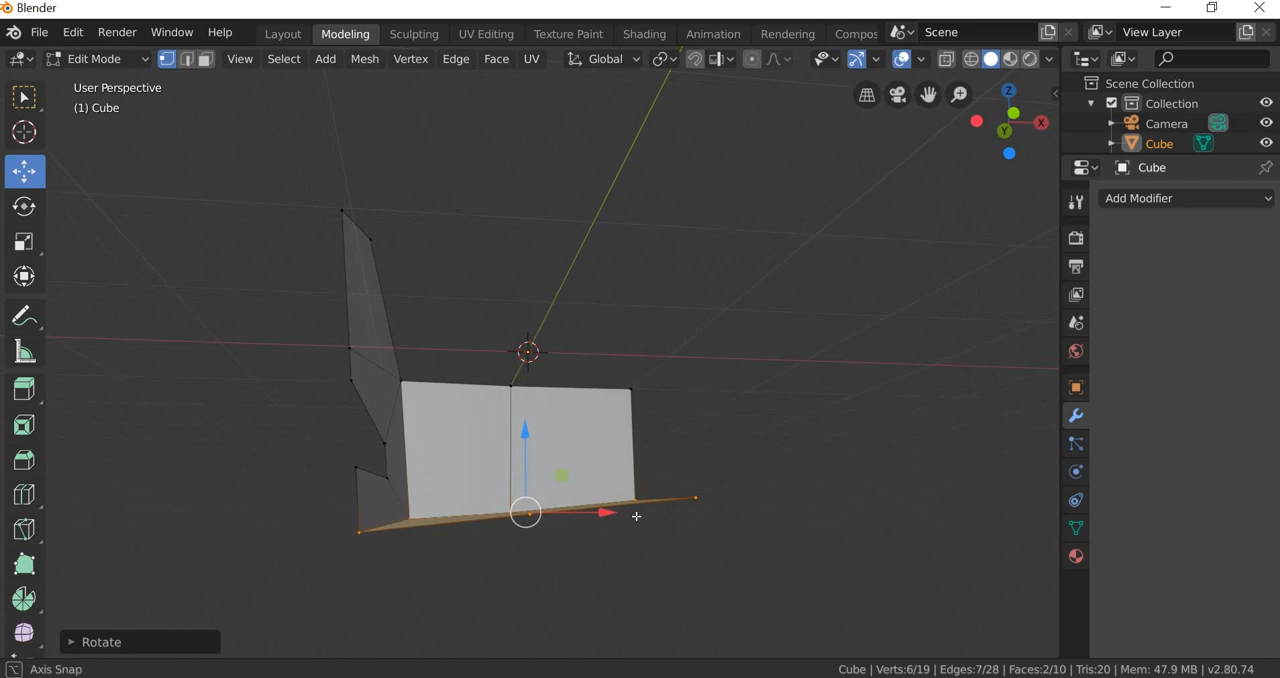 Blender
File Edit Render Window Help Layout Modeling Sculpting UV Editing Texture Paint Shading Animation Rendering Compos Scene View Layer
Edit Mode View Select Add Mesh Vertex Edge Face UV Global
User Perspective
(1) Cube
Z
X
Y
Scene Collection
Collection
Camera
Cube
Cube
Add Modifier
Rotate
Axis Snap
Cube | Verts:6/19 | Edges:7/28 | Faces:2/10 | Tris:20 | Mem: 47.9 MB | v2.80.74